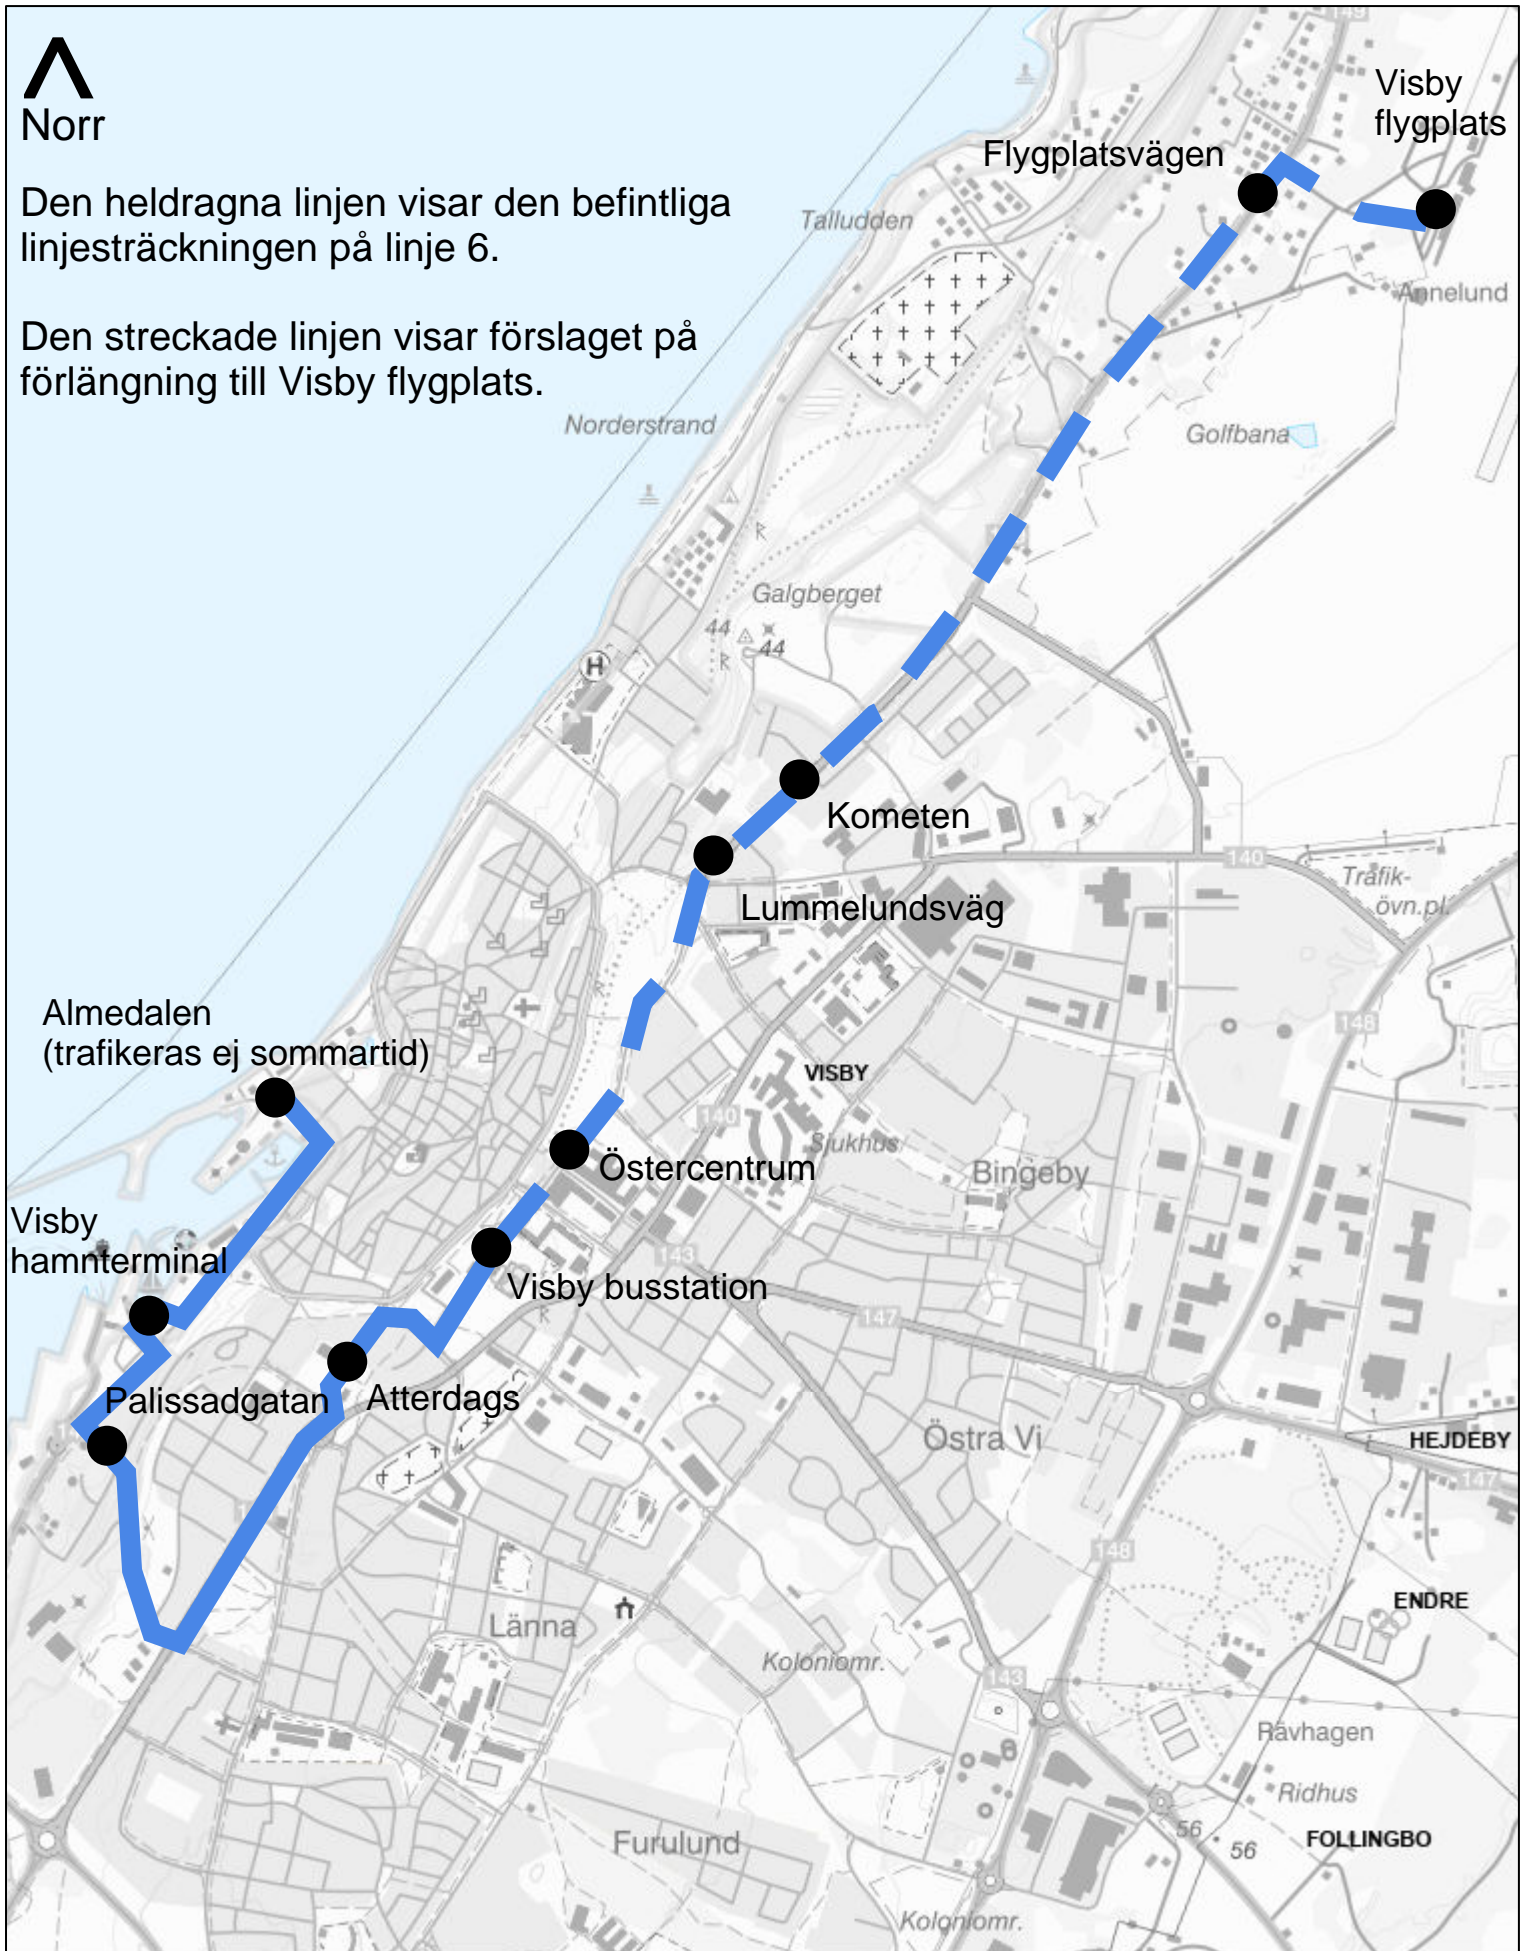 Norr
Den heldragna linjen visar den befintliga
linjesträckningen på linje 6.
Den streckade linjen visar förslaget på
förlängning till Visby flygplats.
149
Visby
flygplats
Flygplatsvägen
Talludden
Annelund
Norderstrand
Golfbana
Galgberget
44
44
H
Kometen
140
Trafik-
övn.pl.
Lummelundsväg
Almedalen
(trafikeras ej sommartid)
148
VISBY
140
Sjukhus
Östercentrum
Bingeby
Visby
hamnterminal
143
Visby busstation
147
Palissadgatan
Atterdags
Östra Vi
HEJDEBY
147
148
ENDRE
Länna
Koloniomr.
143
Rävhagen
Ridhus
56
56
FOLLINGBO
Furulund
Koloniomr.